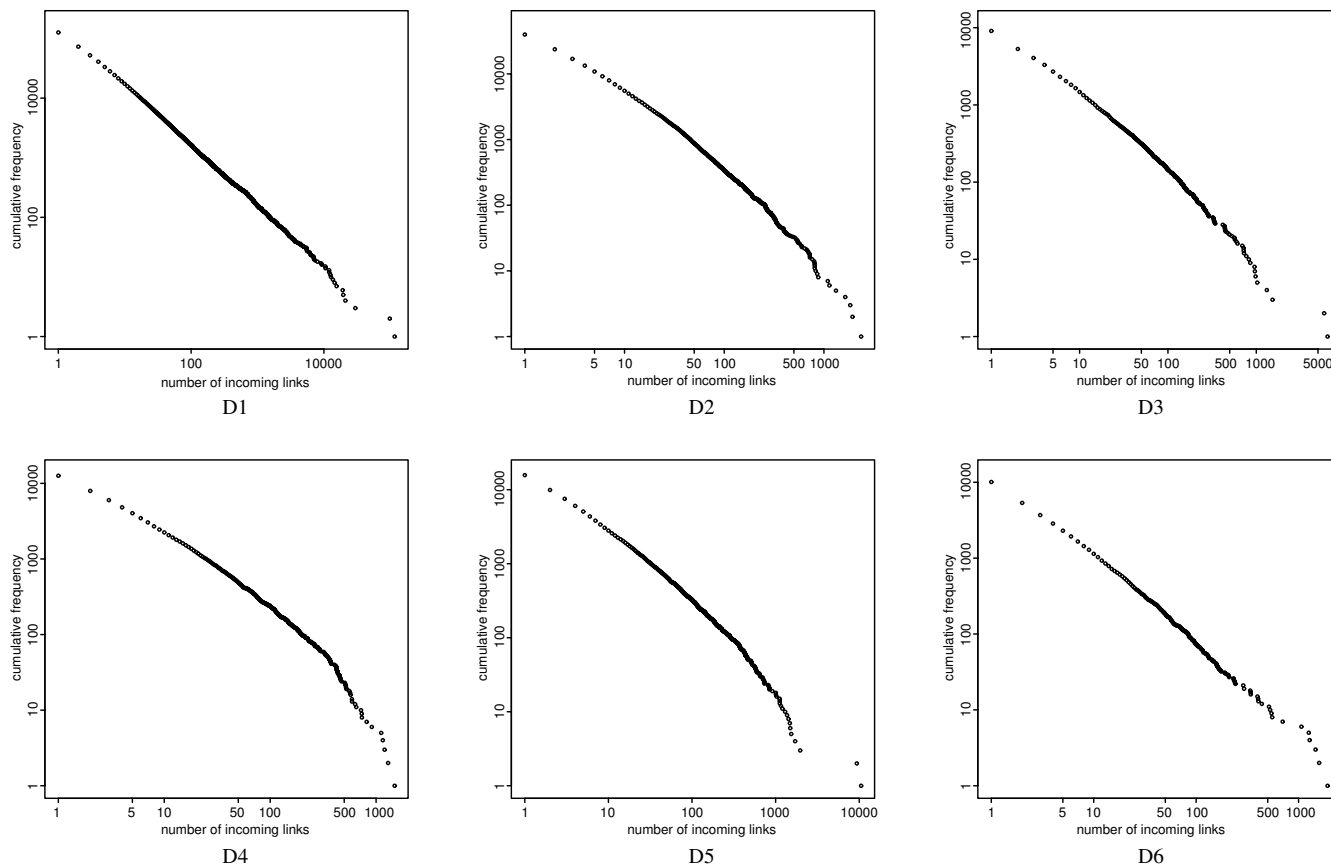 cumulative frequency
1 100 10000
1 100 10000
number of incoming links
D1
cumulative frequency
1 10 100 1000 10000
1 5 10 50 100 500 1000
number of incoming links
D2
cumulative frequency
1 10 100 1000 10000
1 5 10 50 100 500 1000 5000
number of incoming links
D3
cumulative frequency
1 10 100 1000 10000
1 5 10 50 100 500 1000
number of incoming links
D4
cumulative frequency
1 10 100 1000 10000
1 10 100 1000 10000
number of incoming links
D5
cumulative frequency
1 10 100 1000 10000
1 5 10 50 100 500 1000
number of incoming links
D6